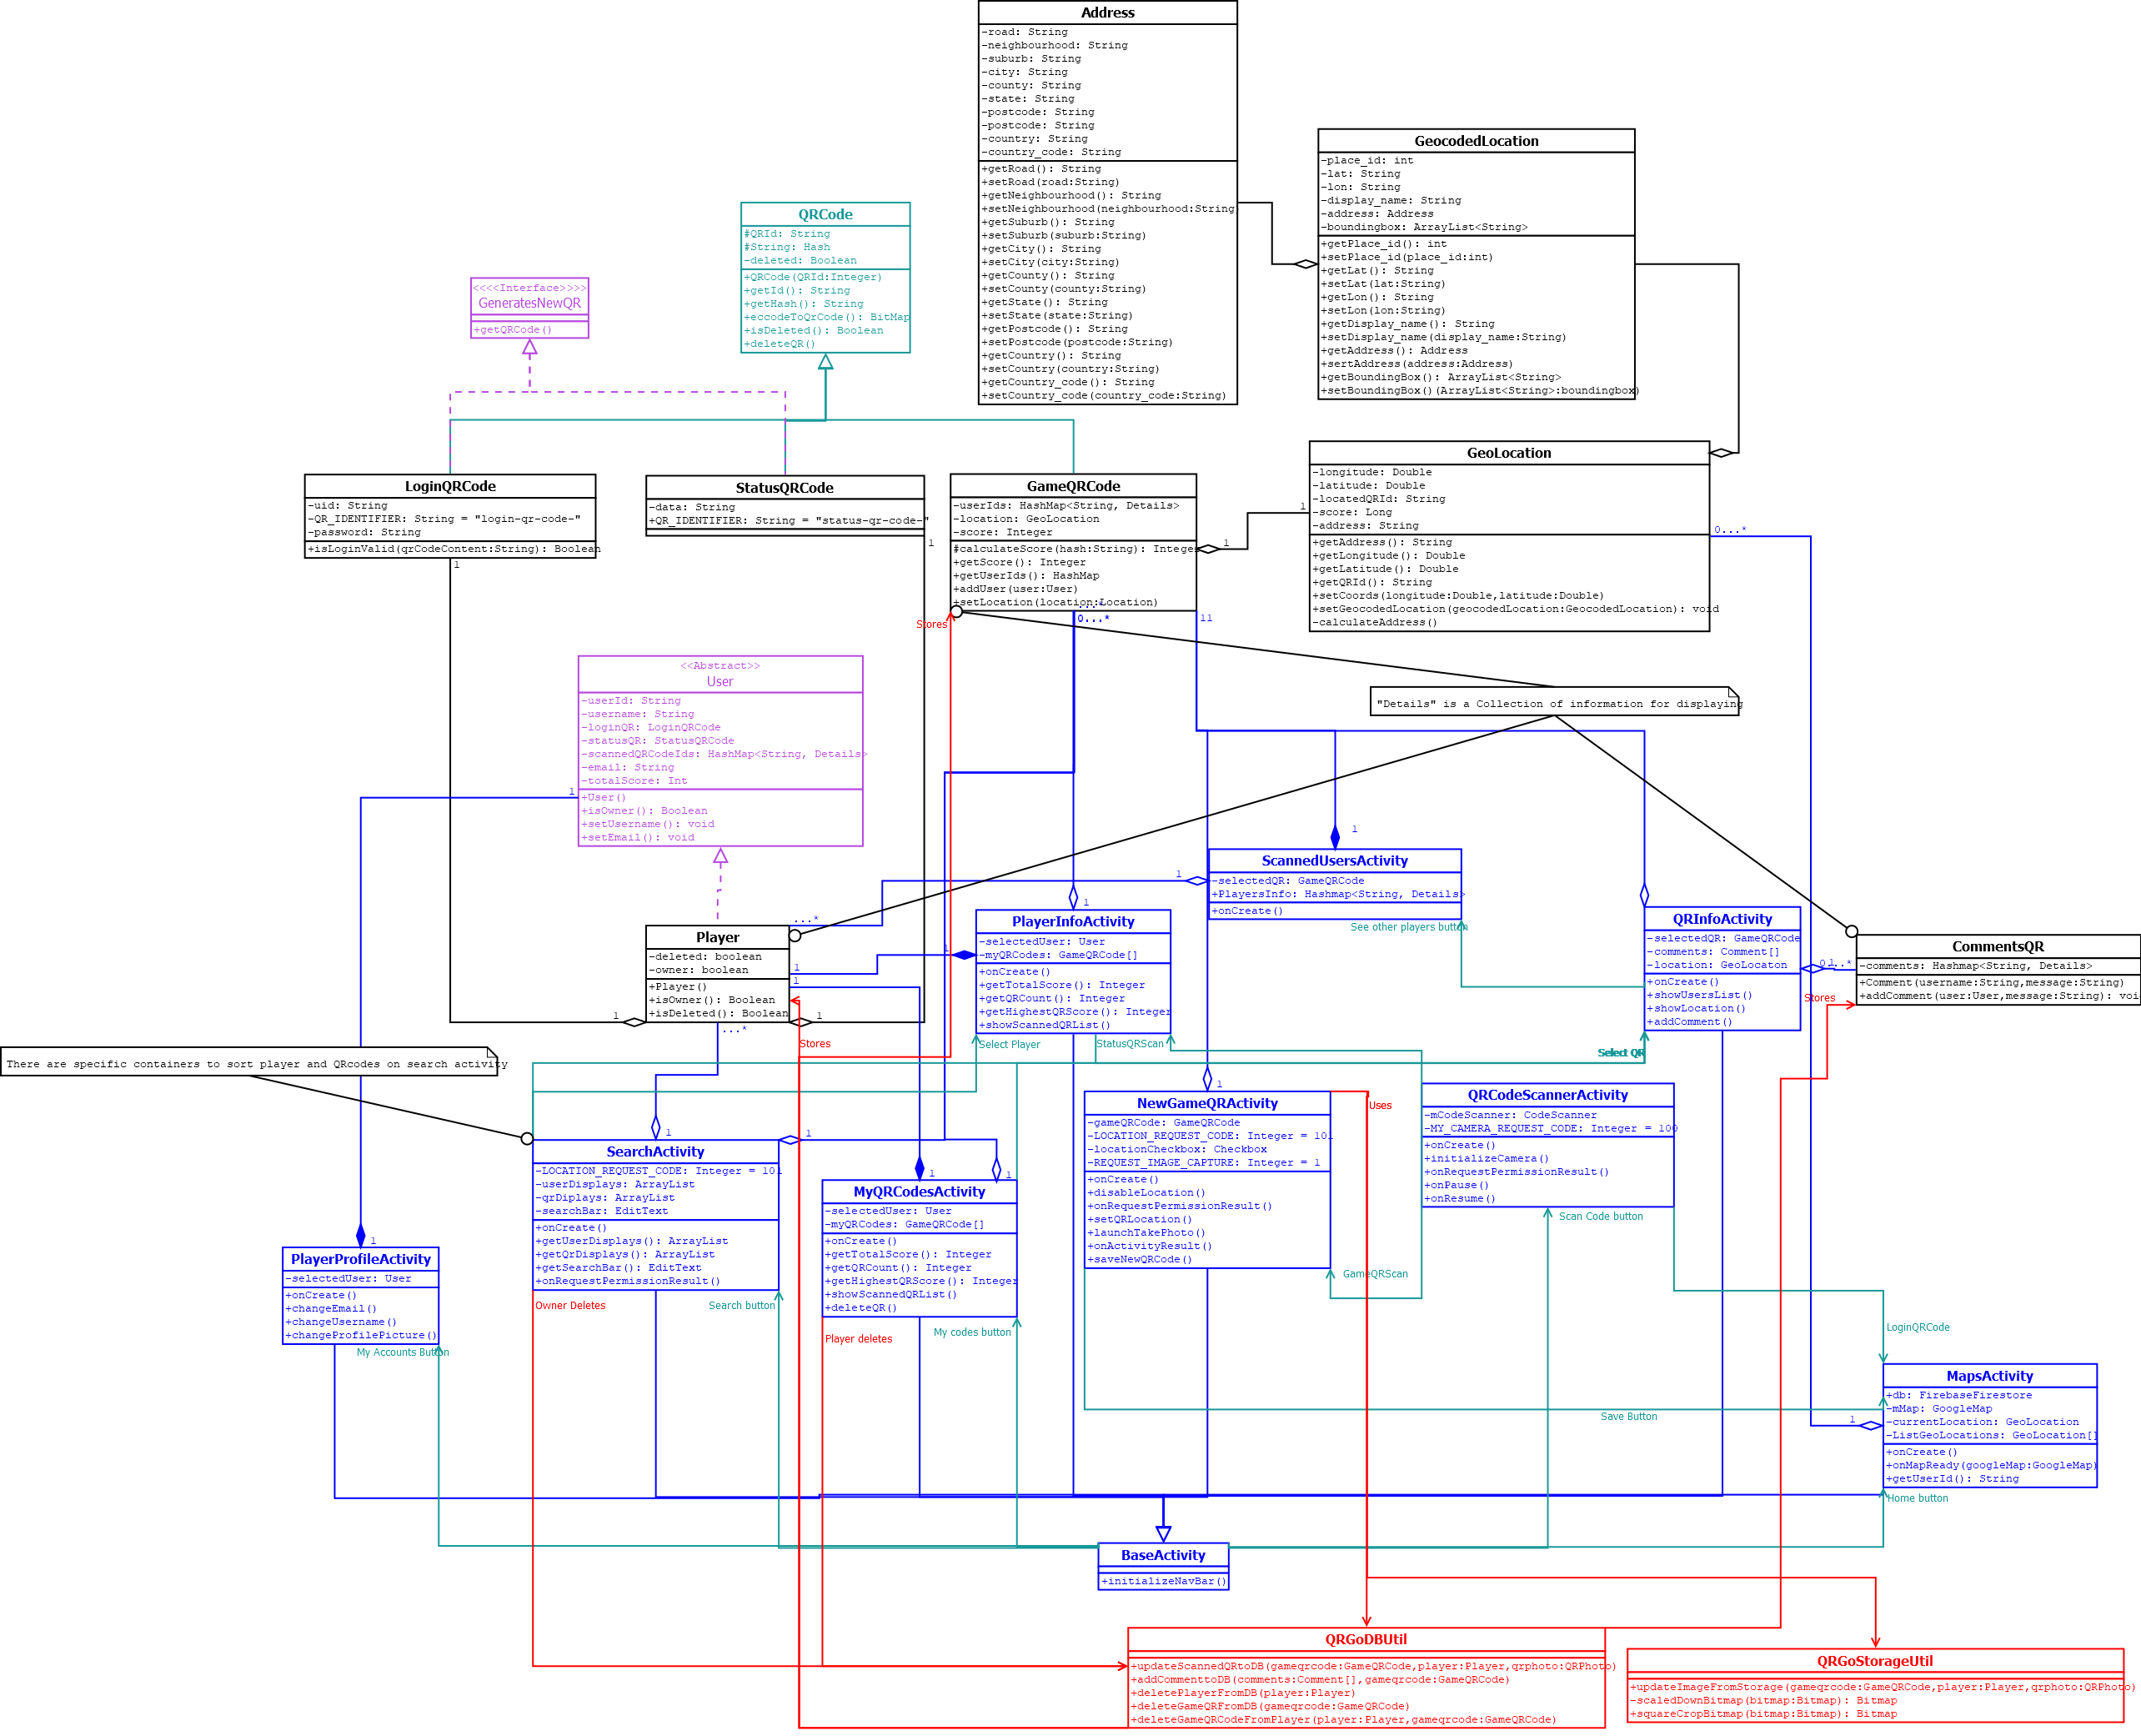 Address
-road: String
-neighbourhood: String
-suburb: String
-city: String
-county: String
-state: String
-postcode: String
-postcode: String
-country: String
-country_code: String
+getRoad(): String
+setRoad(road:String)
+getNeighbourhood(): String
+setNeighbourhood(neighbourhood:String
+getSuburb(): String
+setSuburb(suburb:String)
+getCity(): String
+setCity(city:String)
+getCounty(): String
+setCounty(county:String)
+getState(): String
+setState(state:String)
+getPostcode(): String
+setPostcode(postcode:String)
+getCountry(): String
+setCountry(country:String)
+getCountry_code(): String
+setCountry_code(country_code:String)
GeocodedLocation
-place_id: int
-lat: String
-lon: String
-display_name: String
-address: Address
-boundingbox: ArrayList<String>
+getPlace_id(): int
+setPlace_id(place_id:int)
+getLat(): String
+setLat(lat:String)
+getLon(): String
+setLon(lon:String)
+getDisplay_name(): String
+setDisplay_name(display_name:String)
+getAddress(): Address
+sertAddress(address:Address)
+getBoundingBox(): ArrayList<String>
+setBoundingBox()(ArrayList<String>:boundingbox)
QRCode
#QRId: String
#String: Hash
-deleted: Boolean
+QRCode(QRId:Integer)
+getId(): String
+getHash(): String
+eccodeToQrCode(): BitMap
+isDeleted(): Boolean
+deleteQR()
<<<<Interface>>>>
GeneratesNewQR
+getQRCode()
LoginQRCode
-uid: String
-QR_IDENTIFIER: String = "login-qr-code-"
-password: String
+isLoginValid(qrCodeContent:String): Boolean
1
StatusQRCode
-data: String
+QR_IDENTIFIER: String = "status-qr-code-"
1
GameQRCode
-userIds: HashMap<String, Details>
-location: GeoLocation
-score: Integer
#calculateScore(hash:String): Integer
+getScore(): Integer
+getUserIds(): HashMap
+addUser(user:User)
+setLocation(location:Location)
1
1
...*
0...*
11
Stores
GeoLocation
-longitude: Double
-latitude: Double
-locatedQRId: String
-score: Long
-address: String
+getAddress(): String
+getLongitude(): Double
+getLatitude(): Double
+getQRId(): String
+setCoords(longitude:Double,latitude:Double)
+setGeocodedLocation(geocodedLocation:GeocodedLocation): void
-calculateAddress()
0...*
<<Abstract>>
User
-userId: String
-username: String
-loginQR: LoginQRCode
-statusQR: StatusQRCode
-scannedQRCodeIds: HashMap<String, Details>
-email: String
-totalScore: Int
+User()
+isOwner(): Boolean
+setUsername(): void
+setEmail(): void
1
"Details" is a Collection of information for displaying
ScannedUsersActivity
-selectedQR: GameQRCode
+PlayersInfo: Hashmap<String, Details>
+onCreate()
1
1
See other players button
PlayerInfoActivity
-selectedUser: User
-myQRCodes: GameQRCode[]
+onCreate()
+getTotalScore(): Integer
+getQRCount(): Integer
+getHighestQRScore(): Integer
+showScannedQRList()
1
1
Select Player
StatusQRScan
QRInfoActivity
-selectedQR: GameQRCode
-comments: Comment[]
-location: GeoLocaton
+onCreate()
+showUsersList()
+showLocation()
+addComment()
1
0...*
Select QR
Stores
CommentsQR
-comments: Hashmap<String, Details>
+Comment(username:String,message:String)
+addComment(user:User,message:String): voi
Player
-deleted: boolean
-owner: boolean
+Player()
+isOwner(): Boolean
+isDeleted(): Boolean
...*
1
1
1
1
...*
Stores
There are specific containers to sort player and QRcodes on search activity
SearchActivity
-LOCATION_REQUEST_CODE: Integer = 101
-userDisplays: ArrayList
-qrDiplays: ArrayList
-searchBar: EditText
+onCreate()
+getUserDisplays(): ArrayList
+getQrDisplays(): ArrayList
+getSearchBar(): EditText
+onRequestPermissionResult()
1
1
Owner Deletes
Search button
MyQRCodesActivity
-selectedUser: User
-myQRCodes: GameQRCode[]
+onCreate()
+getTotalScore(): Integer
+getQRCount(): Integer
+getHighestQRScore(): Integer
+showScannedQRList()
+deleteQR()
1
1
Player deletes
My codes button
NewGameQRActivity
-gameQRCode: GameQRCode
-LOCATION_REQUEST_CODE: Integer = 101
-locationCheckbox: Checkbox
-REQUEST_IMAGE_CAPTURE: Integer = 1
+onCreate()
+disableLocation()
+onRequestPermissionResult()
+setQRLocation()
+launchTakePhoto()
+onActivityResult()
+saveNewQRCode()
1
Uses
GameQRScan
QRCodeScannerActivity
-mCodeScanner: CodeScanner
-MY_CAMERA_REQUEST_CODE: Integer = 100
+onCreate()
+initializeCamera()
+onRequestPermissionResult()
+onPause()
+onResume()
Scan Code button
PlayerProfileActivity
-selectedUser: User
+onCreate()
+changeEmail()
+changeUsername()
+changeProfilePicture()
1
My Accounts Button
LoginQRCode
MapsActivity
+db: FirebaseFirestore
-mMap: GoogleMap
-currentLocation: GeoLocation
-ListGeoLocations: GeoLocation[]
+onCreate()
+onMapReady(googleMap:GoogleMap)
+getUserId(): String
1
Save Button
Home button
BaseActivity
+initializeNavBar()
QRGoDBUtil
+updateScannedQRtoDB(gameqrcode:GameQRCode,player:Player,qrphoto:QRPhoto)
+addCommenttoDB(comments:Comment[],gameqrcode:GameQRCode)
+deletePlayerFromDB(player:Player)
+deleteGameQRFromDB(gameqrcode:GameQRCode)
+deleteGameQRCodeFromPlayer(player:Player,gameqrcode:GameQRCode)
QRGoStorageUtil
+updateImageFromStorage(gameqrcode:GameQRCode,player:Player,qrphoto:QRPhoto)
-scaledDownBitmap(bitmap:Bitmap): Bitmap
+squareCropBitmap(bitmap:Bitmap): Bitmap